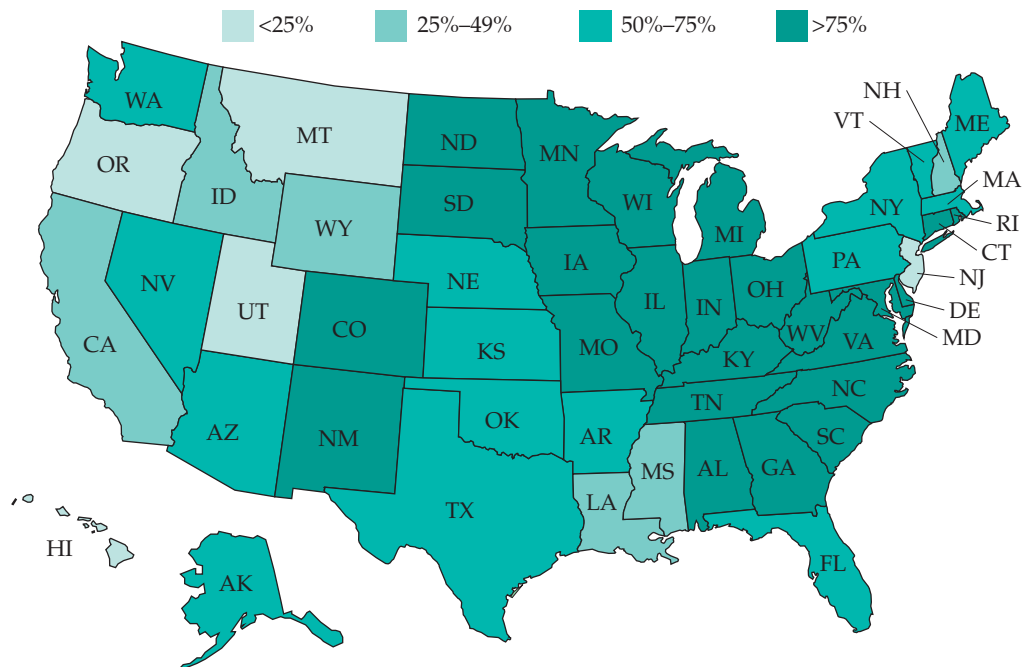 <25% 25%–49% 50%–75% >75%
NH
WA
VT
ME
MT
ND
MN
OR
MA
ID
SD
WI
NY
WY
MI
RI
CT
IA
PA
NV
NE
NJ
OH
UT
IL
IN
DE
CO
WV
MD
CA
KS
MO
VA
KY
NC
TN
OK
AZ
NM
AR
SC
MS
AL
GA
LA
TX
HI
FL
AK